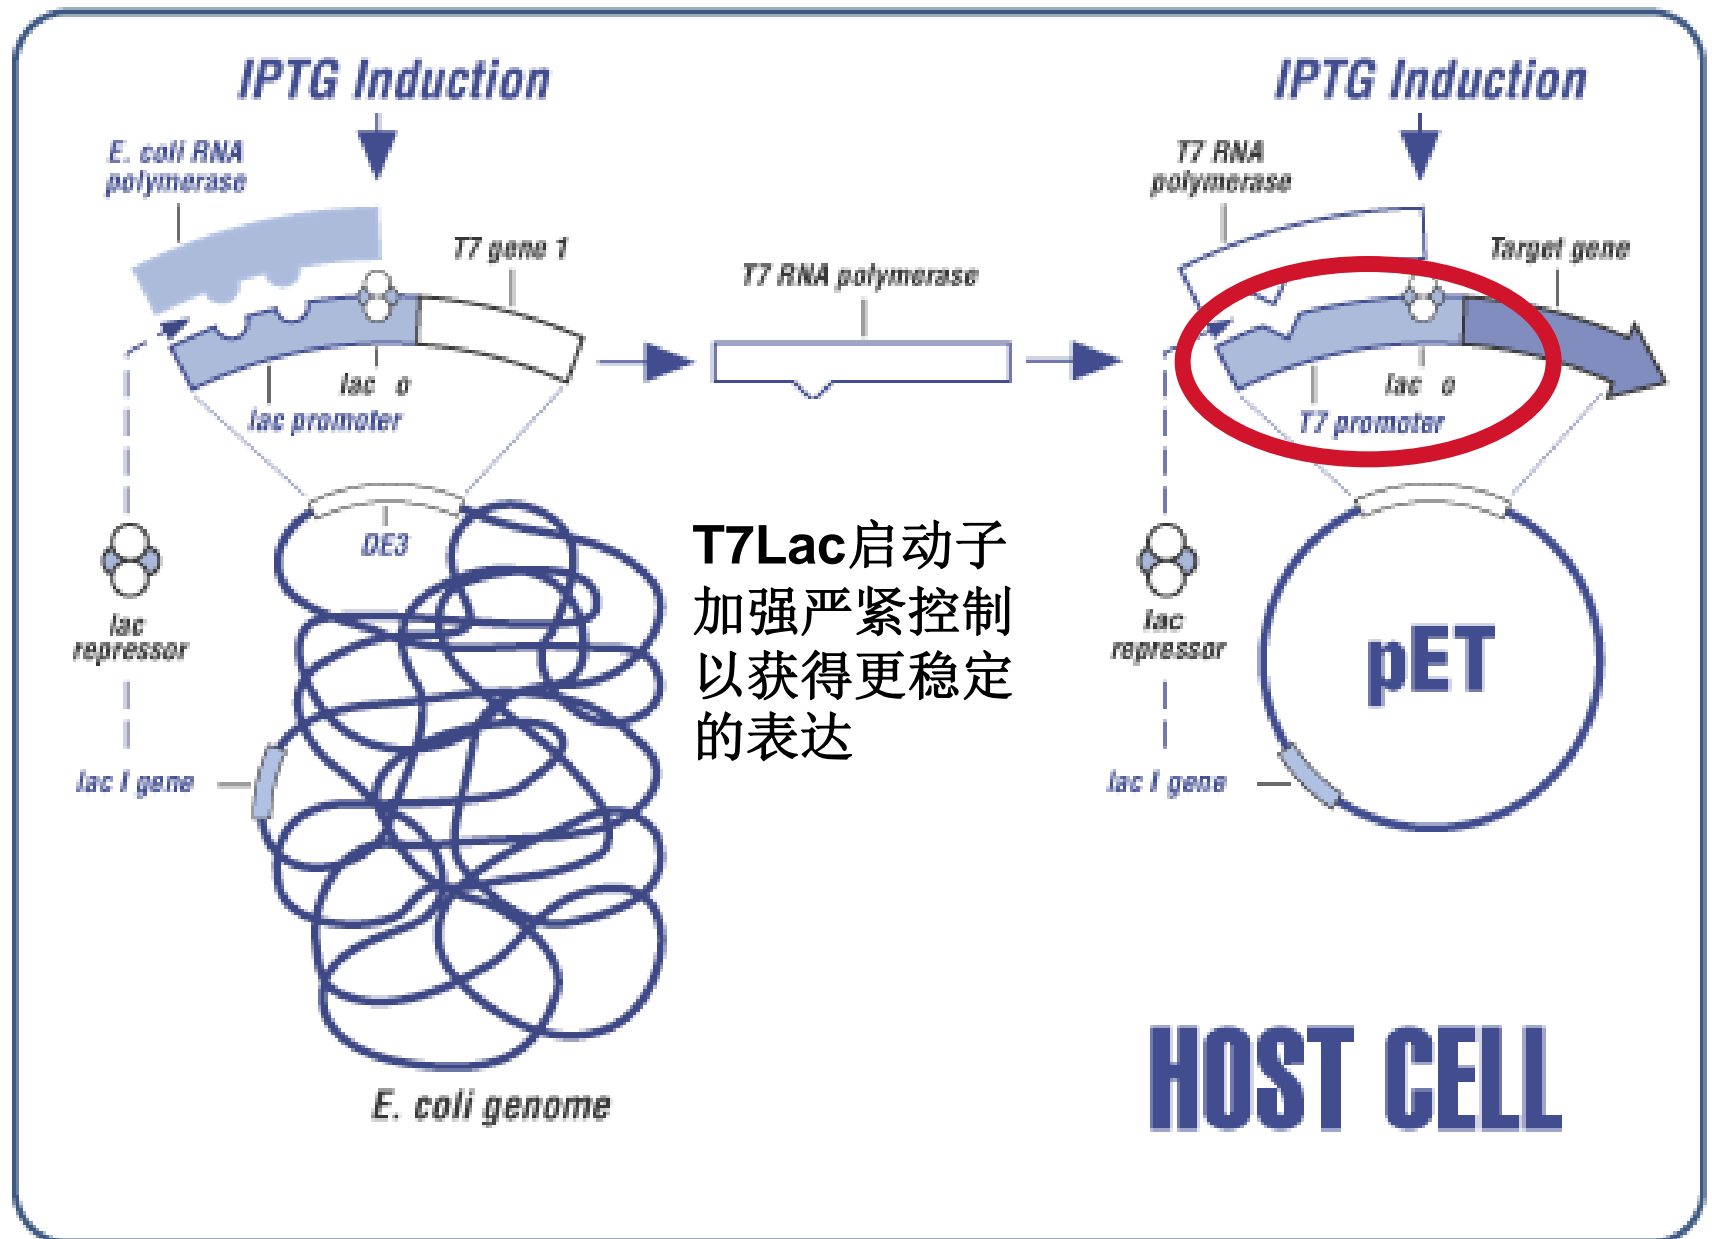 IPTG Induction
E. coli RNA
polymerase
T7 gene 1
lac o
lac promoter
DE3
lac
repressor
lac I gene
E. coli genome
T7 RNA polymerase
T7Lac启动子
加强严紧控制
以获得更稳定
的表达
IPTG Induction
T7 RNA
polymerase
Target gene
lac o
T7 promoter
lac
repressor
pET
lac I gene
HOST CELL